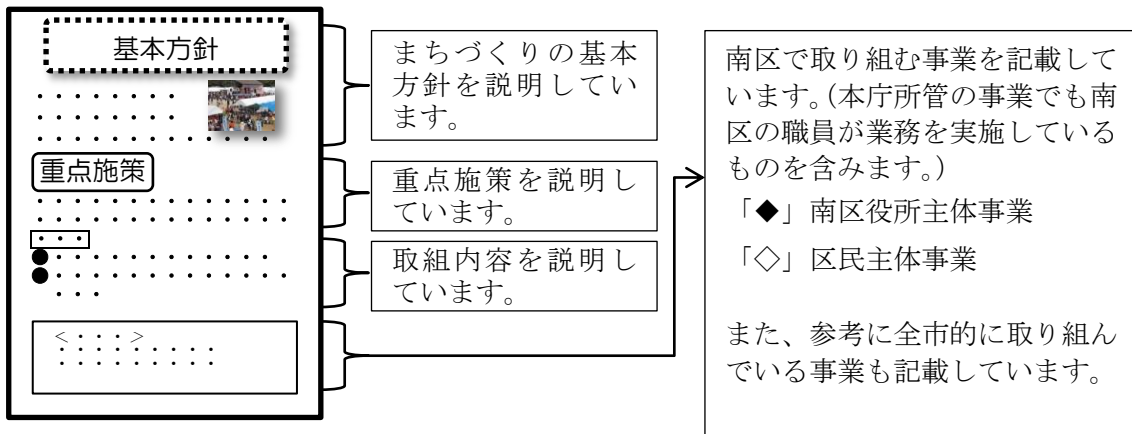 基本方針
重点施策
まちづくりの基本
方針を説明してい
ます。
重点施策を説明し
ています。
取組内容を説明し
ています。
南区で取り組む事業を記載して
います。(本庁所管の事業でも南
区の職員が業務を実施している
ものを含みます。)
「◆」南区役所主体事業
「◇」区民主体事業
また、参考に全市的に取り組ん
でいる事業も記載しています。